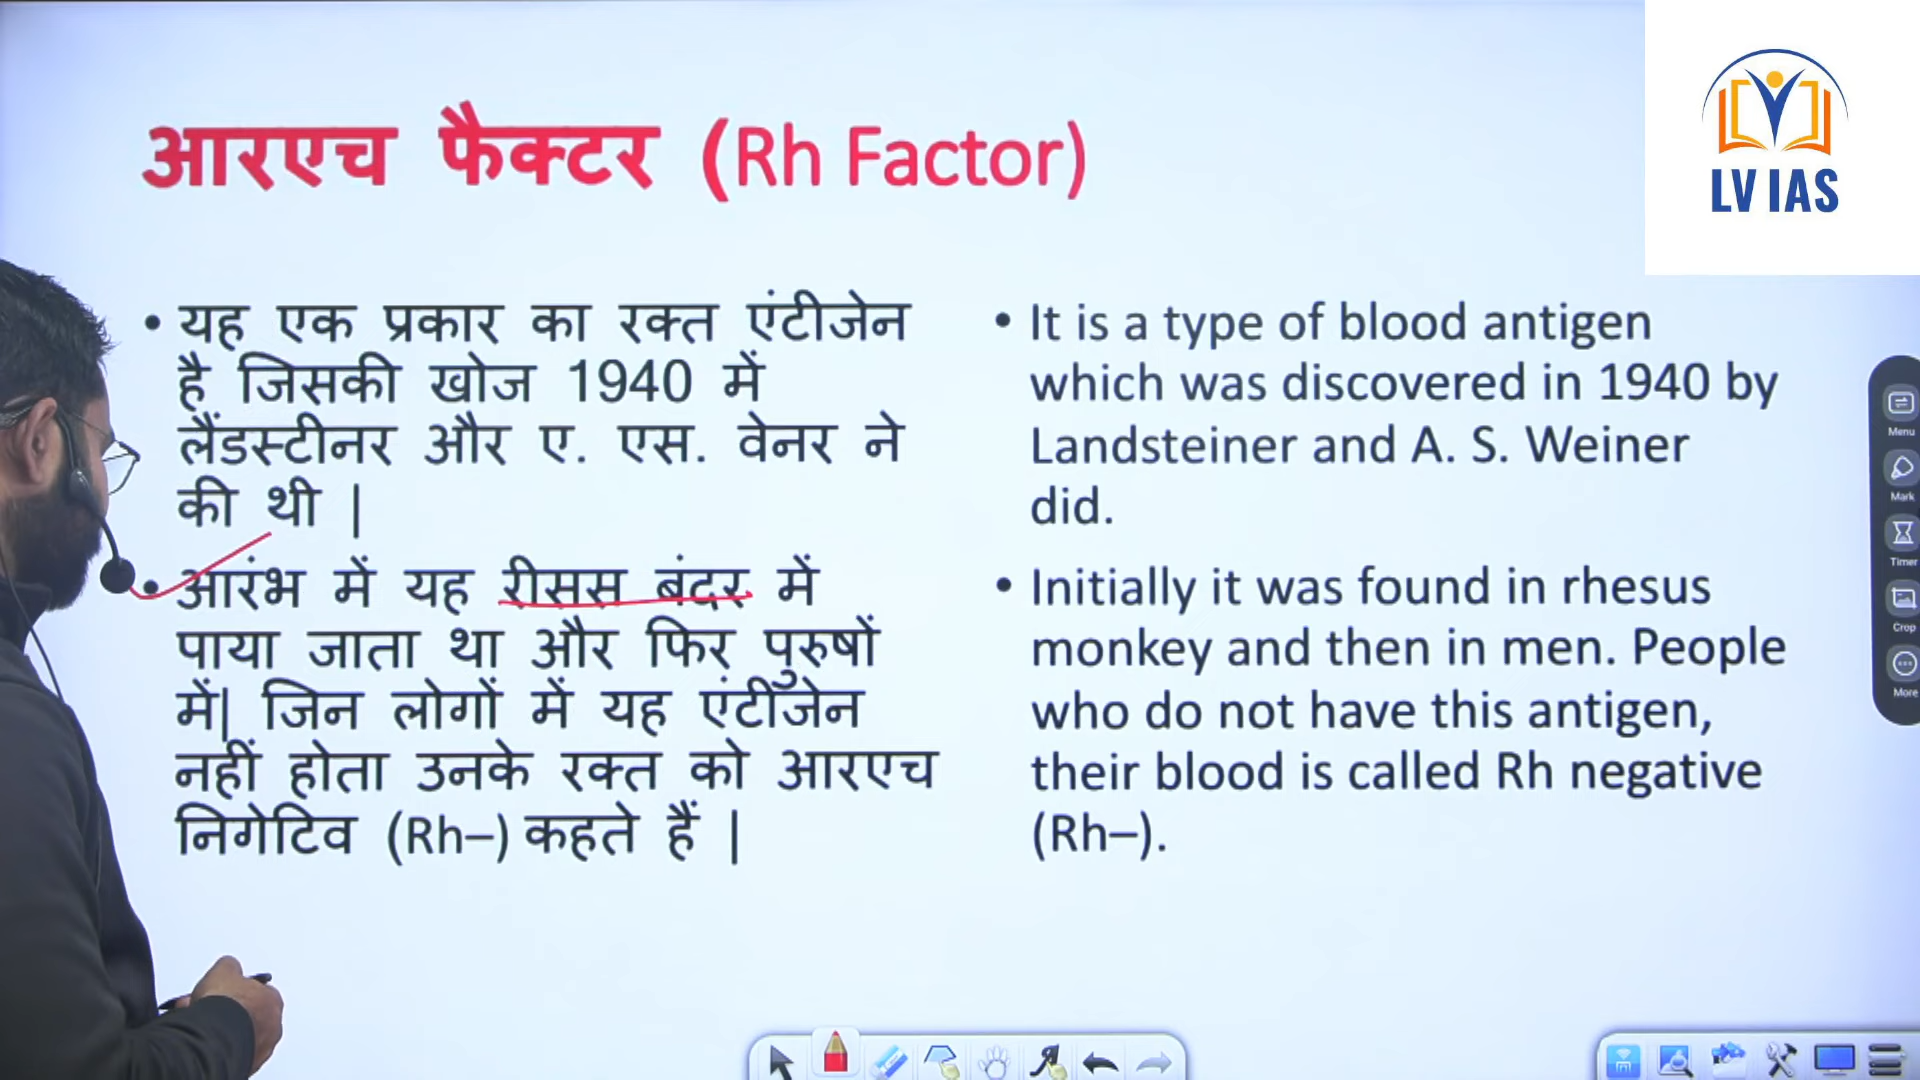 आरएच फैक्टर (Rh Factor)
LV IAS
• यह एक प्रकार का रक्त एंटीजेन
है जिसकी खोज 1940 में
लैंडस्टीनर और ए. एस. वेनर ने
की थी |
• आरंभ में यह रीसस बंदर में
पाया जाता था और फिर पुरुषों
में| जिन लोगों में यह एंटीजेन
नहीं होता उनके रक्त को आरएच
निगेटिव (Rh–) कहते हैं |
• It is a type of blood antigen
which was discovered in 1940 by
Landsteiner and A. S. Weiner
did.
• Initially it was found in rhesus
monkey and then in men. People
who do not have this antigen,
their blood is called Rh negative
(Rh–).
Menu
Mark
Timer
Crop
More